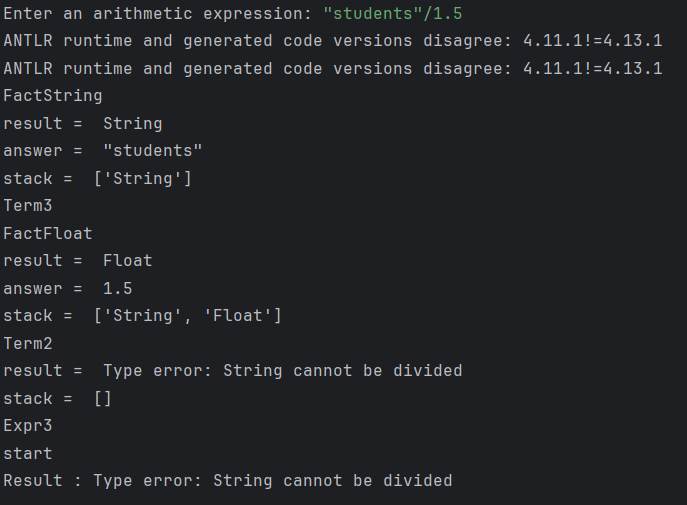 Enter an arithmetic expression: "students"/1.5
ANTLR runtime and generated code versions disagree: 4.11.1!=4.13.1
ANTLR runtime and generated code versions disagree: 4.11.1!=4.13.1
FactString
result =  String
answer =  "students"
stack =  ['String']
Term3
FactFloat
result =  Float
answer =  1.5
stack =  ['String', 'Float']
Term2
result =  Type error: String cannot be divided
stack =  []
Expr3
start
Result : Type error: String cannot be divided